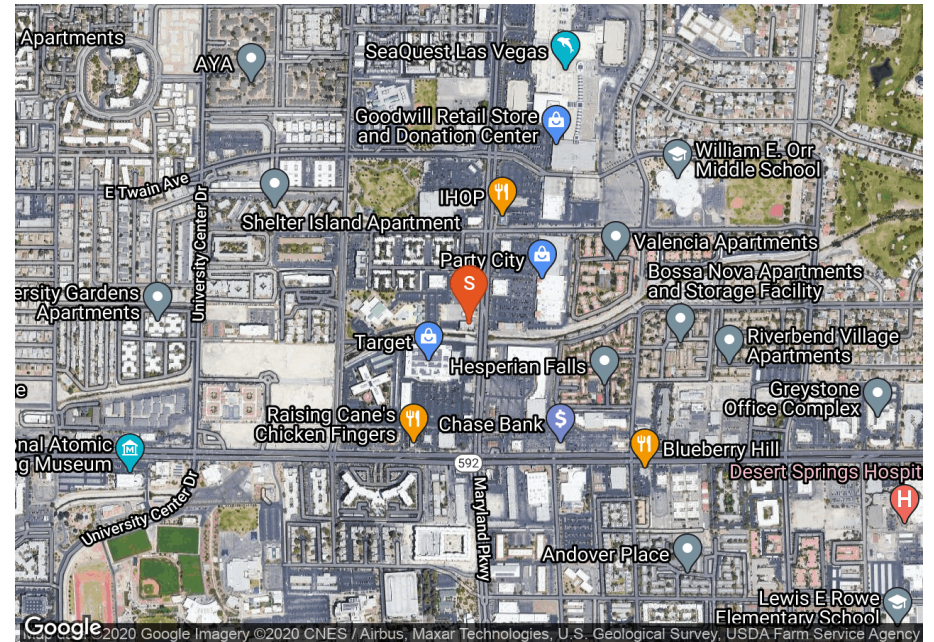 Apartments
AYA
SeaQuest Las Vegas
Goodwill Retail Store
and Donation Center
William E. Orr
Middle School
E Twain Ave
IHOP
University Center Dr
Shelter Island Apartment
Valencia Apartments
Party City
Bossa Nova Apartments
and Storage Facility
S
ersity Gardens
Apartments
Target
Riverbend Village
Apartments
Hesperian Falls
e
Greystone
Office Complex
Raising Cane's
Chicken Fingers
Chase Bank
$
onal Atomic
g Museum
Blueberry Hill
592
Desert Springs Hospit
H
University Center Dr
Maryland Pkwy
Andover Place
Lewis E Rowe
Elementary School
Google
2020 Google Imagery ©2020 CNES / Airbus, Maxar Technologies, U.S. Geological Survey, USDA Farm Service Agenc